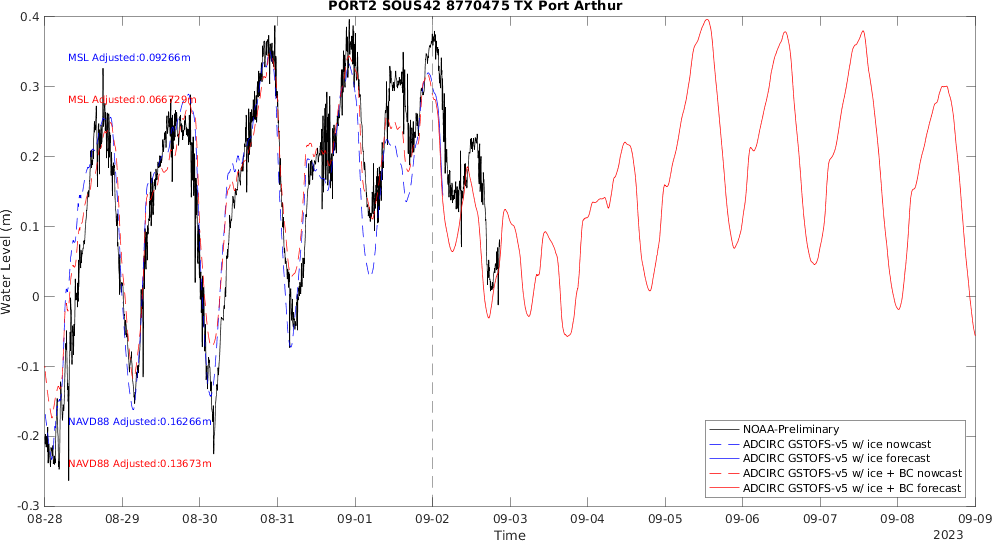 PORT2 SOUS42 8770475 TX Port Arthur
0.4
0.3
0.2
0.1
0
-0.1
-0.2
-0.3
Water Level (m)
MSL Adjusted:0.09266m
MSL Adjusted:0.066729m
NAVD88 Adjusted:0.16266m
NAVD88 Adjusted:0.13673m
NOAA-Preliminary
ADCIRC GSTOFS-v5 w/ ice nowcast
ADCIRC GSTOFS-v5 w/ ice forecast
ADCIRC GSTOFS-v5 w/ ice + BC nowcast
ADCIRC GSTOFS-v5 w/ ice + BC forecast
08-28 08-29 08-30 08-31 09-01 09-02 09-03 09-04 09-05 09-06 09-07 09-08 09-09
Time
2023